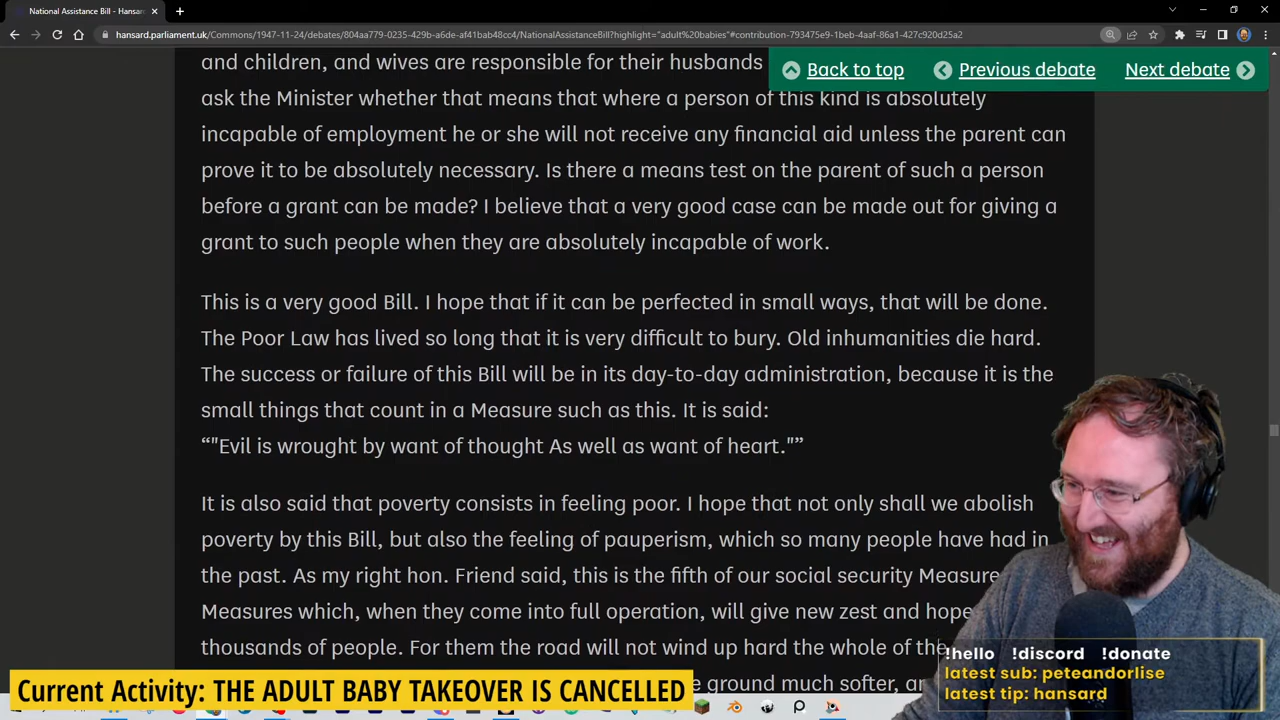 National Assistance Bill - Hansard
hansard.parliament.uk/Commons/1947-11-24/debates/804aa779-0235-429b-a6de-af41bab48cc4/NationalAssistanceBill?highlight="adult%20babies"#contribution-793475e9-1beb-4aaf-86a1-427c920d25a2
Back to top
Previous debate
Next debate
and children, and wives are responsible for their husbands
ask the Minister whether that means that where a person of this kind is absolutely
incapable of employment he or she will not receive any financial aid unless the parent can
prove it to be absolutely necessary. Is there a means test on the parent of such a person
before a grant can be made? I believe that a very good case can be made out for giving a
grant to such people when they are absolutely incapable of work.
This is a very good Bill. I hope that if it can be perfected in small ways, that will be done.
The Poor Law has lived so long that it is very difficult to bury. Old inhumanities die hard.
The success or failure of this Bill will be in its day-to-day administration, because it is the
small things that count in a Measure such as this. It is said:
“"Evil is wrought by want of thought As well as want of heart."”
It is also said that poverty consists in feeling poor. I hope that not only shall we abolish
poverty by this Bill, but also the feeling of pauperism, which so many people have had in
the past. As my right hon. Friend said, this is the fifth of our social security Measure
Measures which, when they come into full operation, will give new zest and hope
thousands of people. For them the road will not wind up hard the whole of the
e ground much softer, an
!hello !discord !donate
latest sub: peteandorlise
latest tip: hansard
Current Activity: THE ADULT BABY TAKEOVER IS CANCELLED